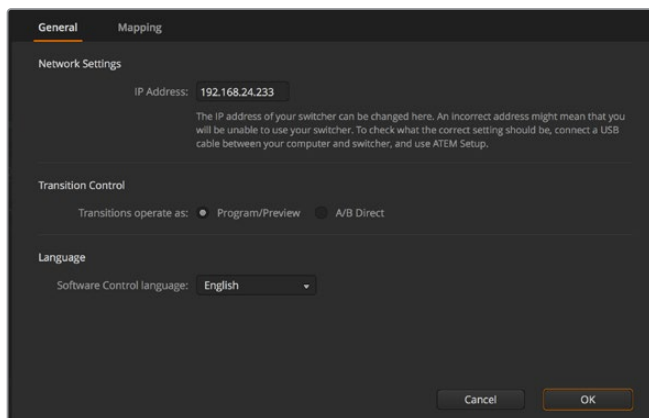 General Mapping
Network Settings
IP Address: 192.168.24.233
The IP address of your switcher can be changed here. An incorrect address might mean that you
will be unable to use your switcher. To check what the correct setting should be, connect a USB
cable between your computer and switcher, and use ATEM Setup.
Transition Control
Transitions operate as: Program/Preview A/B Direct
Language
Software Control language: English
Cancel OK